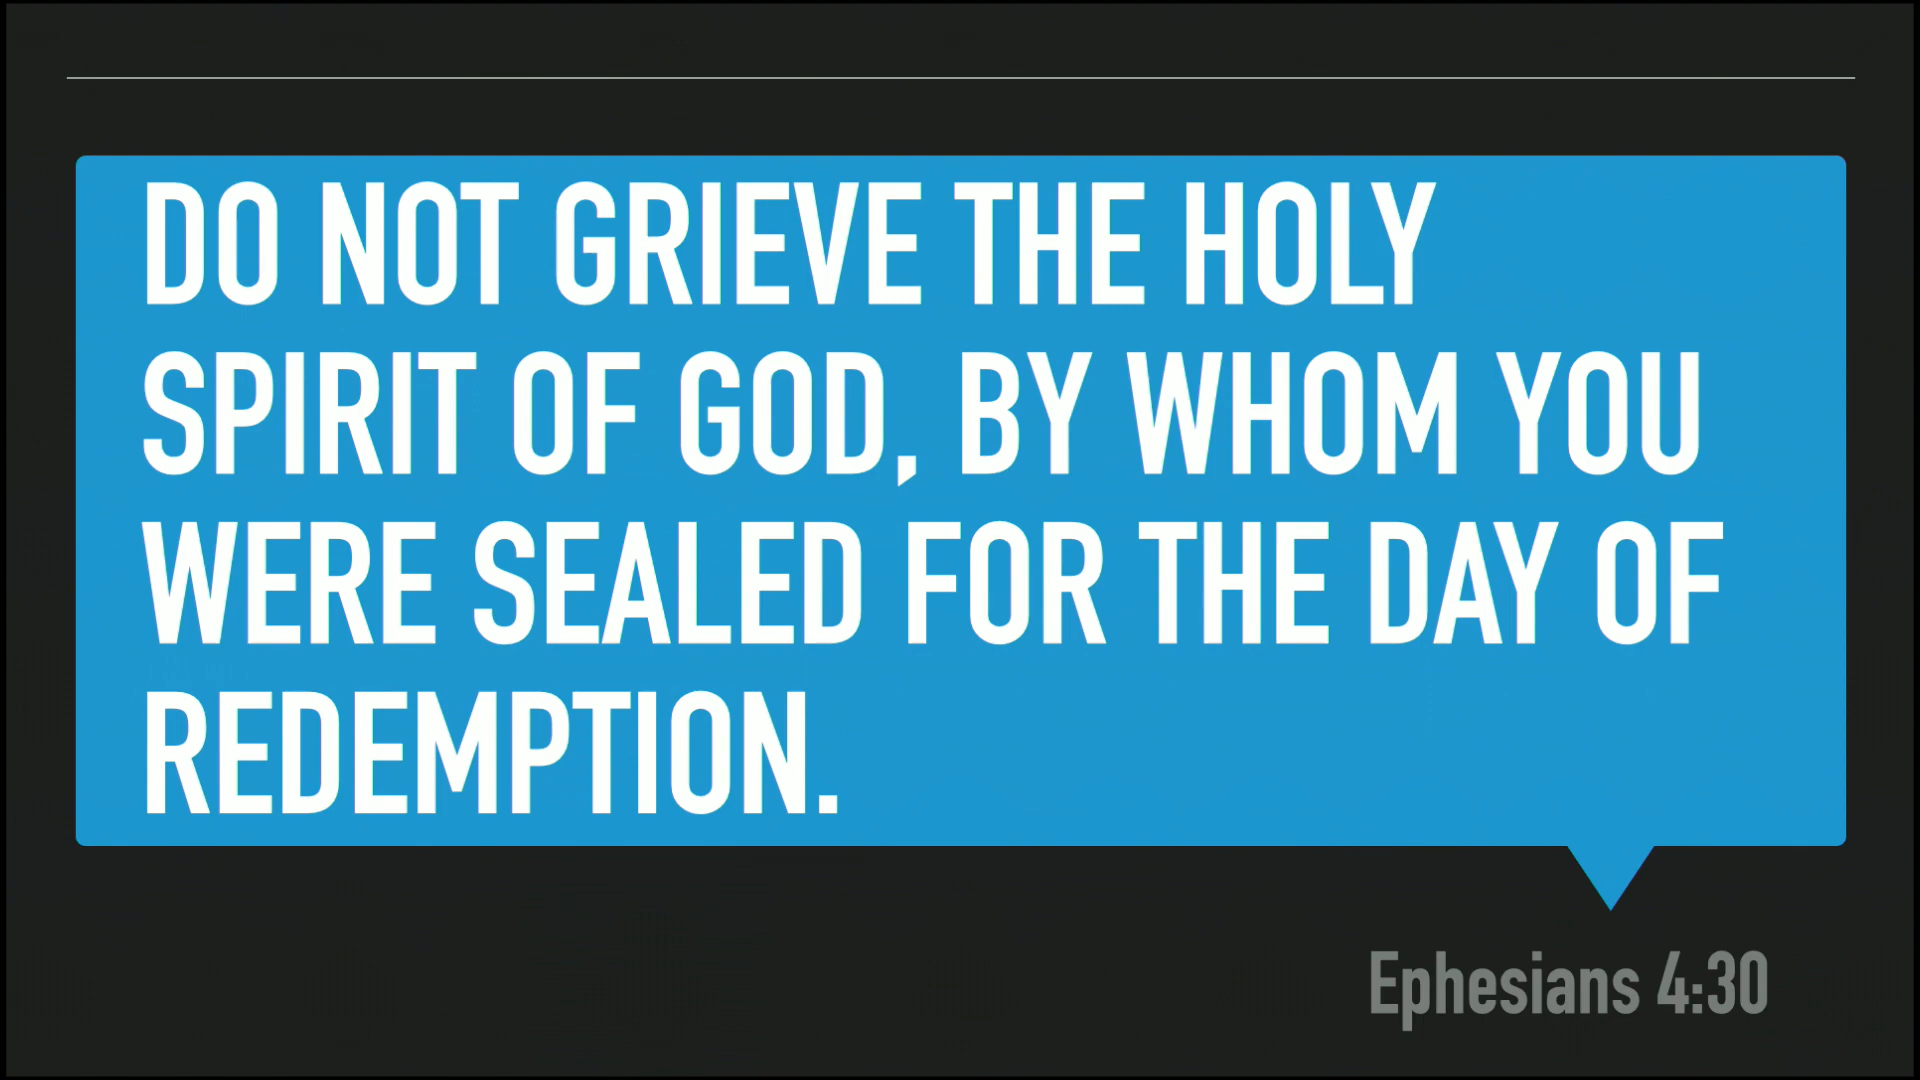 DO NOT GRIEVE THE HOLY
SPIRIT OF GOD, BY WHOM YOU
WERE SEALED FOR THE DAY OF
REDEMPTION.
Ephesians 4:30